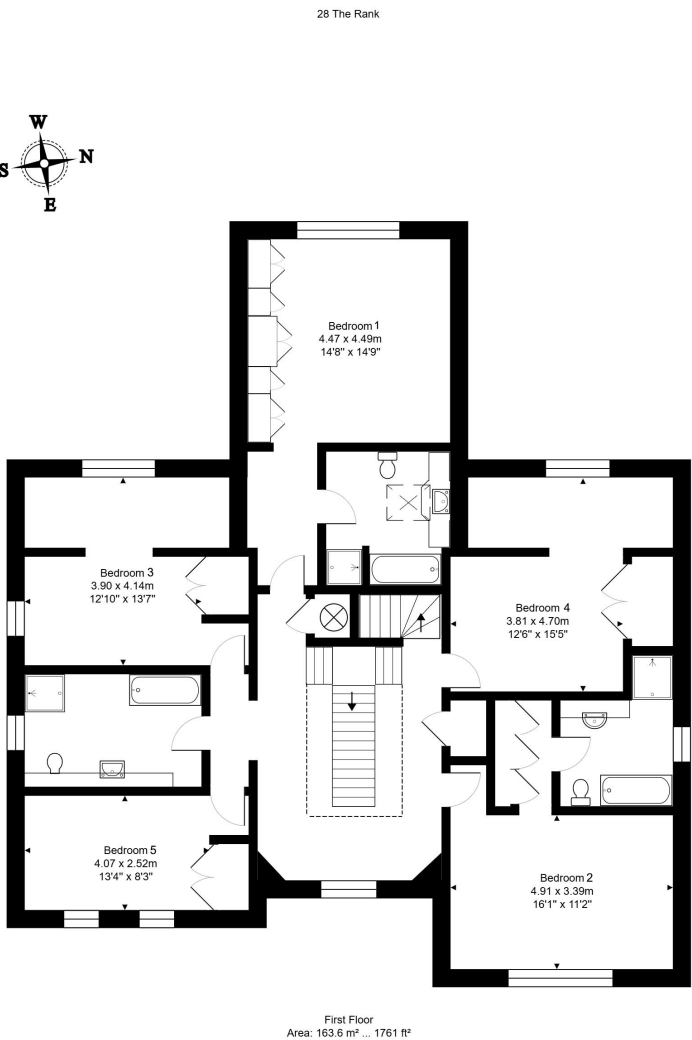 28 The Rank
W
S
N
E
Bedroom 1
4.47 x 4.49m
14'8" x 14'9"
Bedroom 3
3.90 x 4.14m
12'10" x 13'7"
Bedroom 4
3.81 x 4.70m
12'6" x 15'5"
Bedroom 5
4.07 x 2.52m
13'4" x 8'3"
Bedroom 2
4.91 x 3.39m
16'1" x 11'2"
First Floor
Area: 163.6 m² ... 1761 ft²